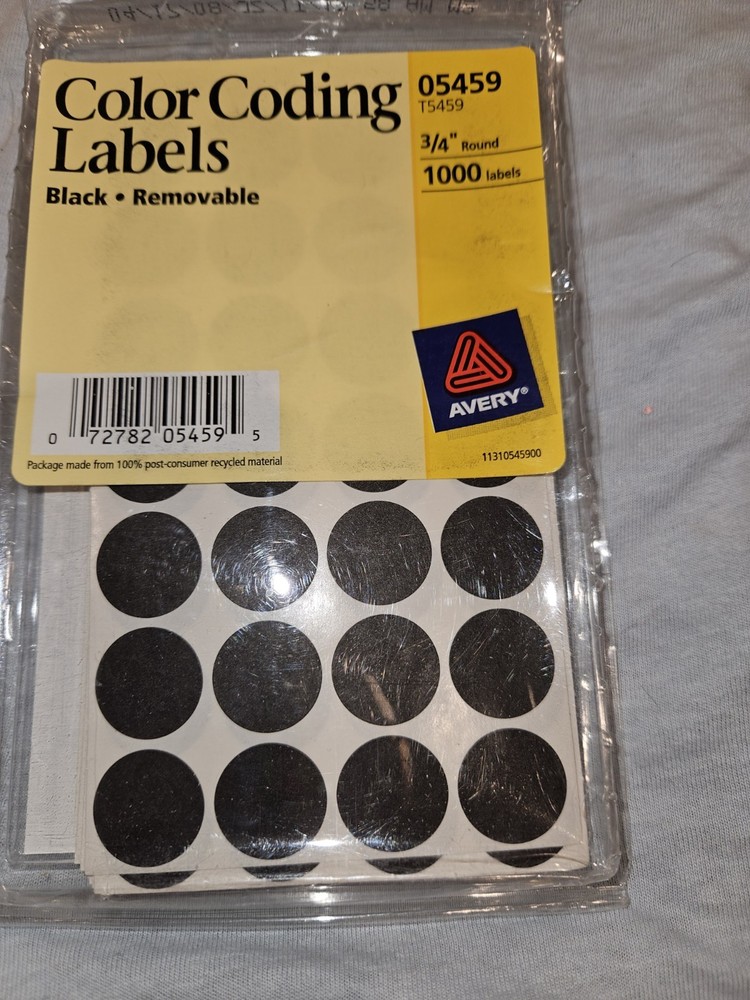 Color Coding
Labels
Black • Removable
05459
T5459
3/4" Round
1000 labels
AVERY®
0 72782 05459 5
Package made from 100% post-consumer recycled material
11310545900